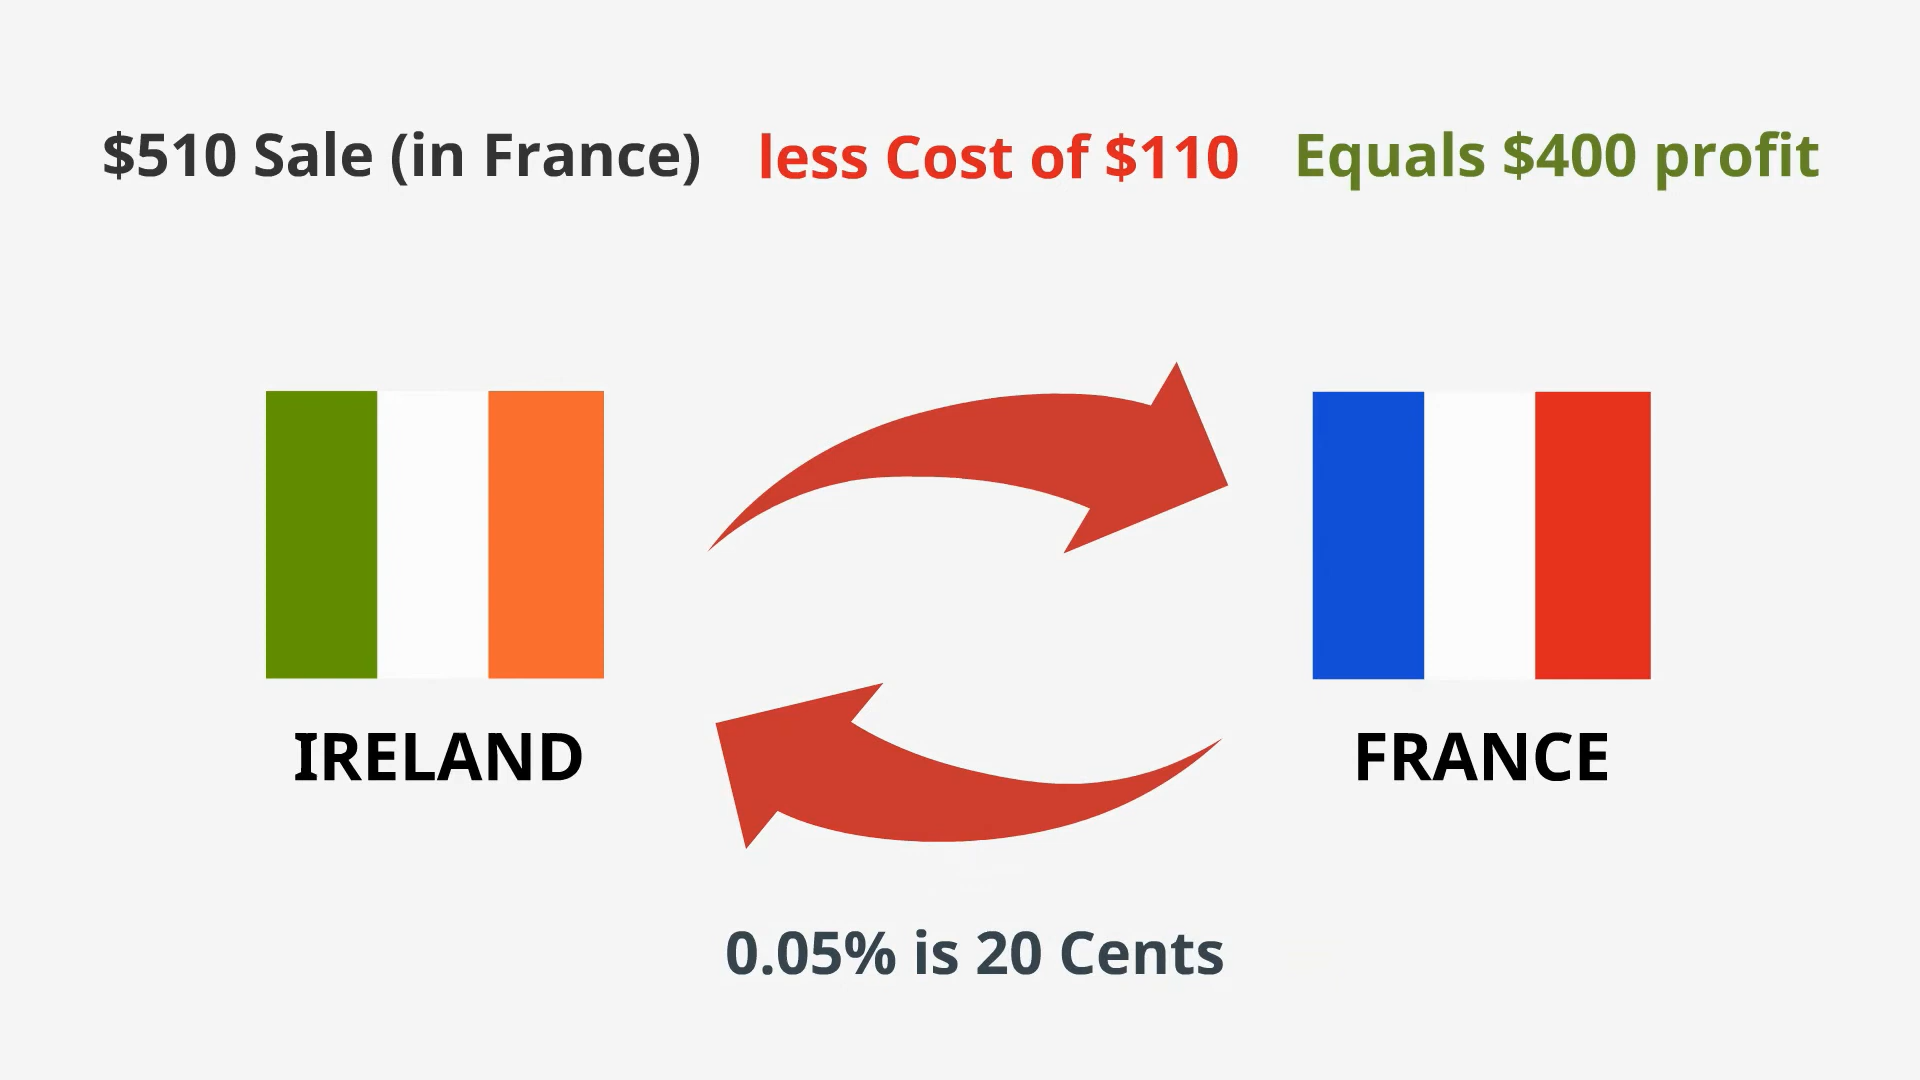 $510 Sale (in France) less Cost of $110 Equals $400 profit
IRELAND FRANCE
0.05% is 20 Cents